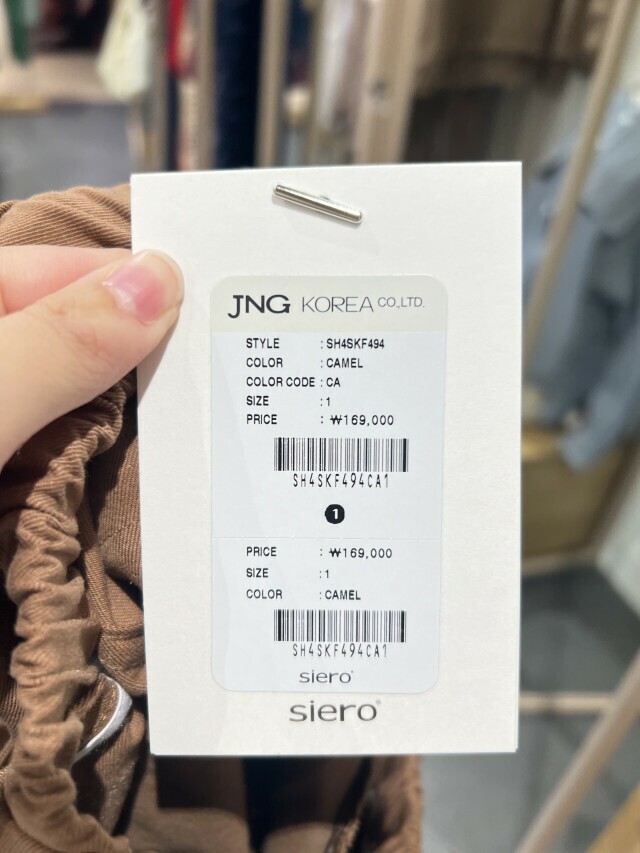 JNG KOREA CO.,LTD.
STYLE : SH4SKF494
COLOR : CAMEL
COLOR CODE : CA
SIZE : 1
PRICE : ₩169,000
SH4SKF494CA1
1
PRICE : ₩169,000
SIZE : 1
COLOR : CAMEL
SH4SKF494CA1
siero
siero